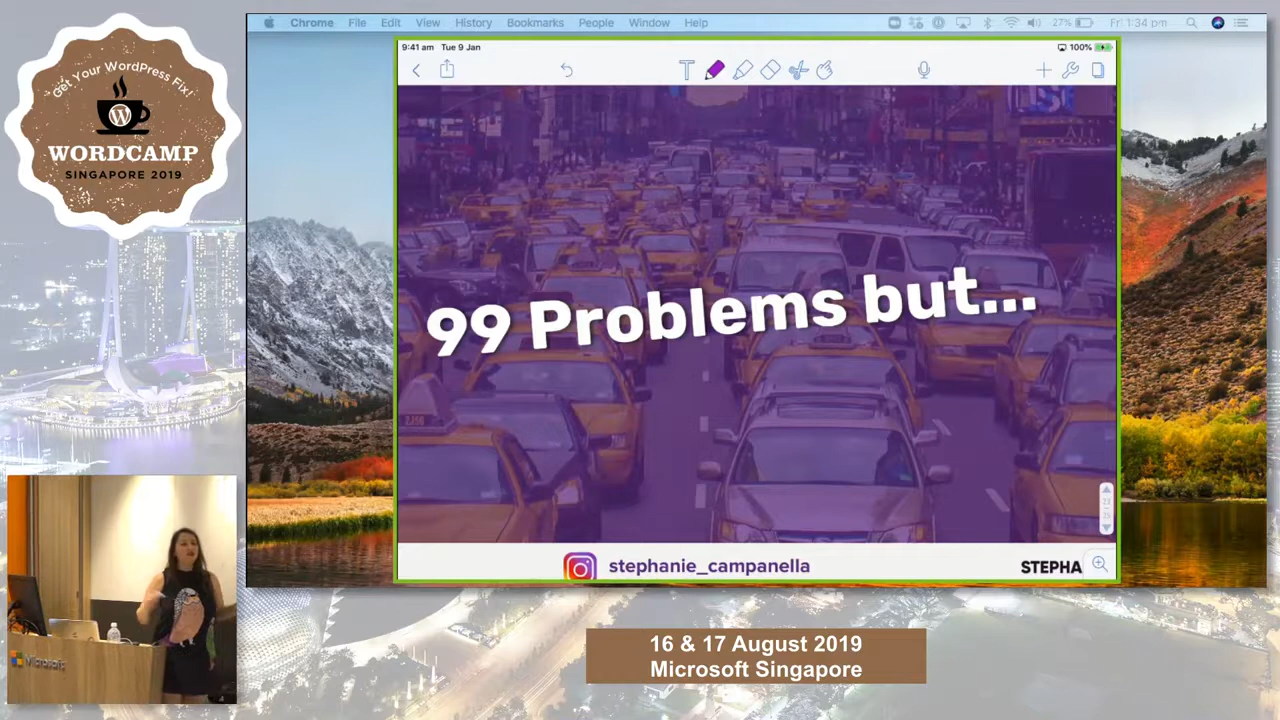 Get Your WordPress Fix!
WORDCAMP
SINGAPORE 2019
Chrome File Edit View History Bookmarks People Window Help
27% Fri 1:34 pm
9:41 am Tue 9 Jan
100%
99 Problems but...
stephanie_campanella
STEPHA
Microsoft
16 & 17 August 2019
Microsoft Singapore